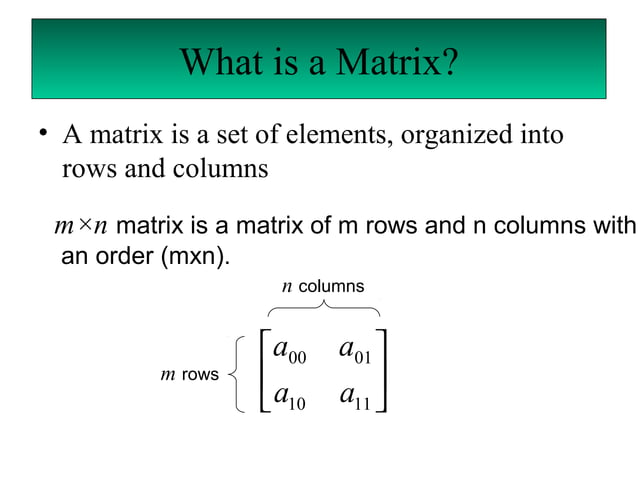 What is a Matrix?
• A matrix is a set of elements, organized into
rows and columns
m×n matrix is a matrix of m rows and n columns with
an order (mxn).
n columns
a00 a01
m rows
a10 a11